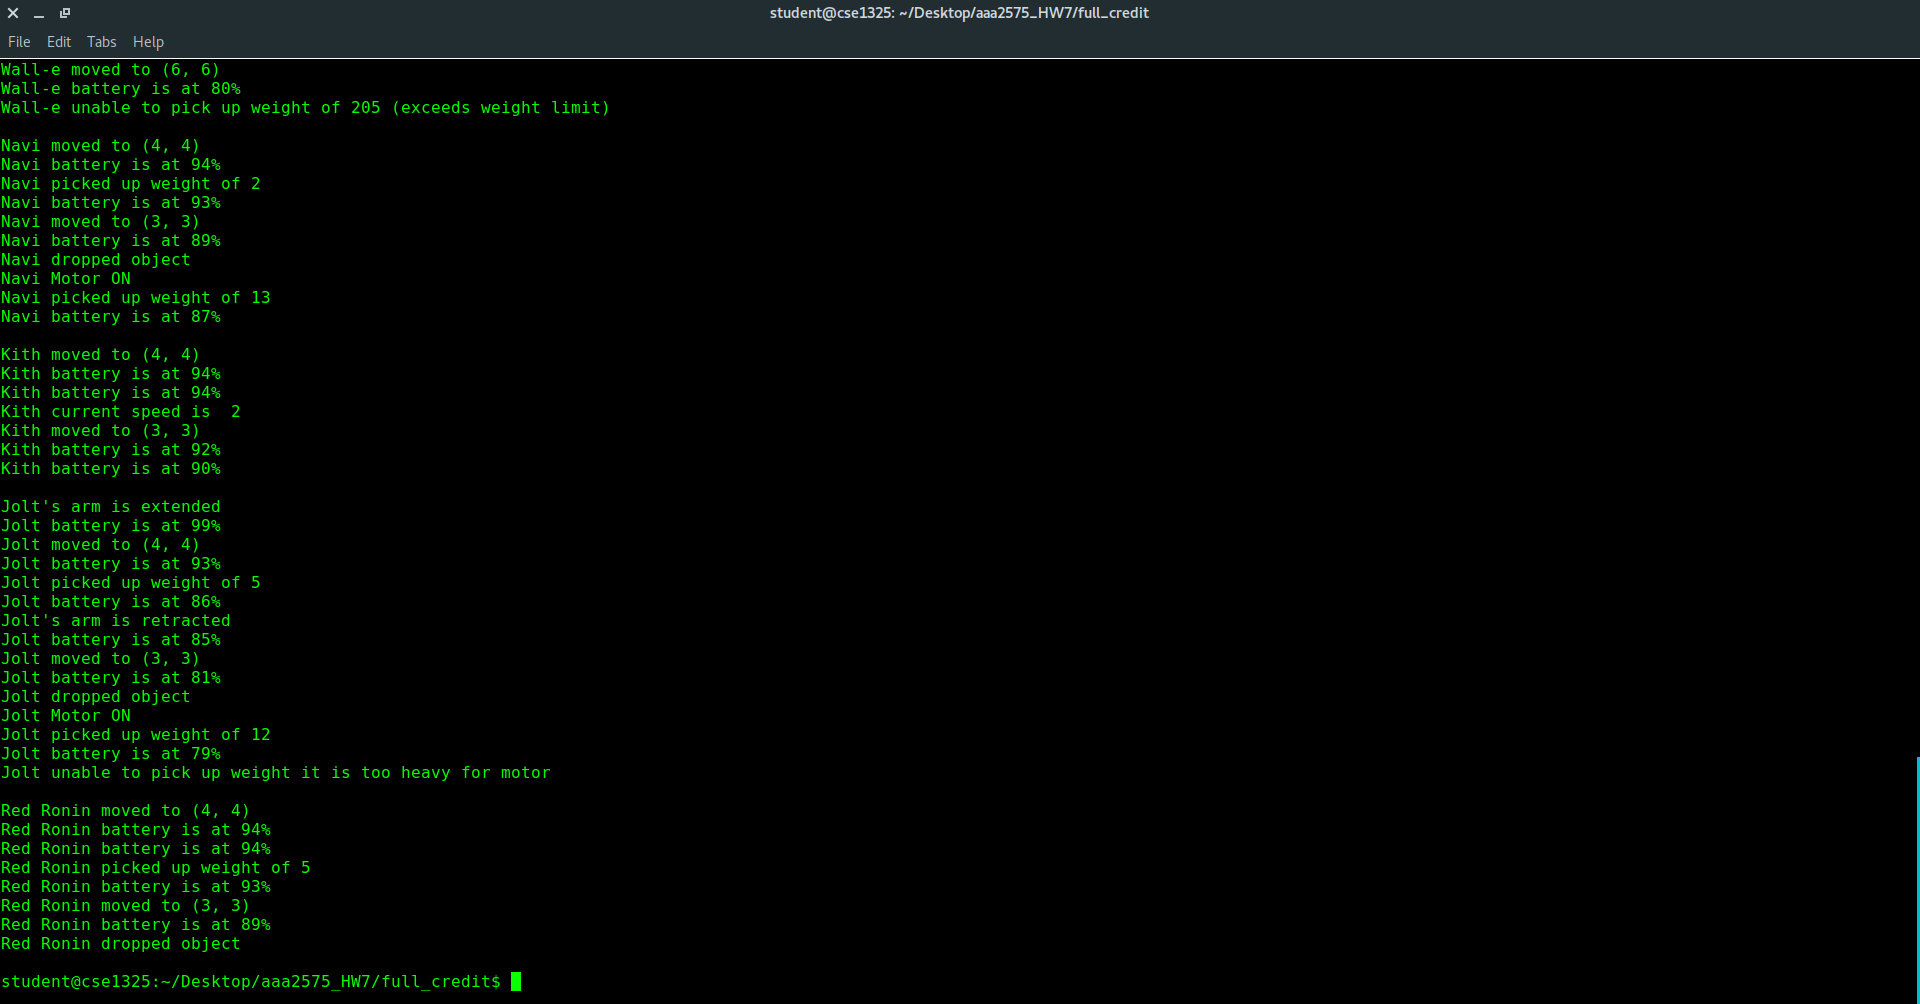 student@cse1325: ~/Desktop/aaa2575_HW7/full_credit
File Edit Tabs Help
Wall-e moved to (6, 6)
Wall-e battery is at 80%
Wall-e unable to pick up weight of 205 (exceeds weight limit)
Navi moved to (4, 4)
Navi battery is at 94%
Navi picked up weight of 2
Navi battery is at 93%
Navi moved to (3, 3)
Navi battery is at 89%
Navi dropped object
Navi Motor ON
Navi picked up weight of 13
Navi battery is at 87%
Kith moved to (4, 4)
Kith battery is at 94%
Kith battery is at 94%
Kith current speed is  2
Kith moved to (3, 3)
Kith battery is at 92%
Kith battery is at 90%
Jolt's arm is extended
Jolt battery is at 99%
Jolt moved to (4, 4)
Jolt battery is at 93%
Jolt picked up weight of 5
Jolt battery is at 86%
Jolt's arm is retracted
Jolt battery is at 85%
Jolt moved to (3, 3)
Jolt battery is at 81%
Jolt dropped object
Jolt Motor ON
Jolt picked up weight of 12
Jolt battery is at 79%
Jolt unable to pick up weight it is too heavy for motor
Red Ronin moved to (4, 4)
Red Ronin battery is at 94%
Red Ronin battery is at 94%
Red Ronin picked up weight of 5
Red Ronin battery is at 93%
Red Ronin moved to (3, 3)
Red Ronin battery is at 89%
Red Ronin dropped object
student@cse1325:~/Desktop/aaa2575_HW7/full_credit$